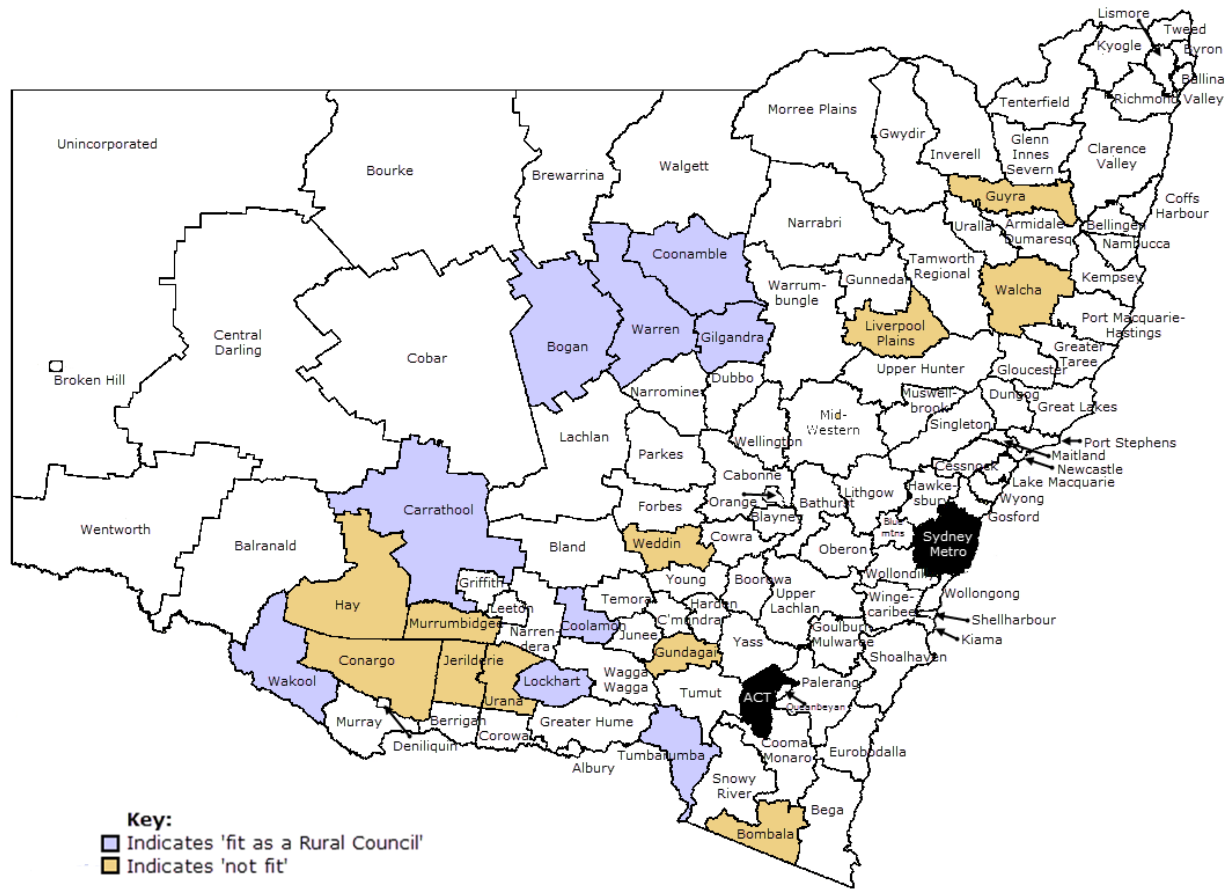 Lismore
Tweed
Kyogle
Byron
Ballina
Richmond Valley
Tenterfield
Morree Plains
Gwydir
Inverell
Glenn
Innes
Severn
Clarence
Valley
Unincorporated
Bourke
Brewarrina
Walgett
Narrabri
Guyra
Coffs
Harbour
Uralla
Armidale
Dumaresq
Bellingen
Nambucca
Coonamble
Tamworth
Regional
Gunnedah
Warrum-
bungle
Walcha
Kempsey
Port Macquarie-
Hastings
Central
Darling
Cobar
Bogan
Warren
Gilgandra
Liverpool
Plains
Greater
Taree
Gloucester
Upper Hunter
Broken Hill
Narromine
Dubbo
Muswell-
brook
Dungog
Great Lakes
Mid-
Western
Singleton
Lachlan
Wellington
Parkes
Port Stephens
Maitland
Newcastle
Cessnock
Lake Macquarie
Cabonne
Lithgow
Hawke-
sbury
Wyong
Gosford
Orange
Bathurst
Forbes
Blayney
Carrathool
Wentworth
Balranald
Bland
Weddin
Cowra
Blue
mtns
Sydney
Metro
Oberon
Griffith
Young
Boorowa
Upper
Lachlan
Wollondilly
Wollongong
Hay
Leeton
Temora
Harden
Winge-
caribee
Shellharbour
Kiama
Murrumbidgee
Narren-
dera
Coolamon
Junee
C'mundra
Goulburn
Mulwaree
Yass
Shoalhaven
Conargo
Jerilderie
Gundagai
Wakool
Urana
Lockhart
Wagga
Wagga
Tumut
ACT
Palerang
Queanbeyan
Murray
Berrigan
Deniliquin
Corowa
Greater Hume
Albury
Tumbarumba
Cooma
Monaro
Eurobodalla
Snowy
River
Bega
Bombala
Key:
Indicates 'fit as a Rural Council'
Indicates 'not fit'